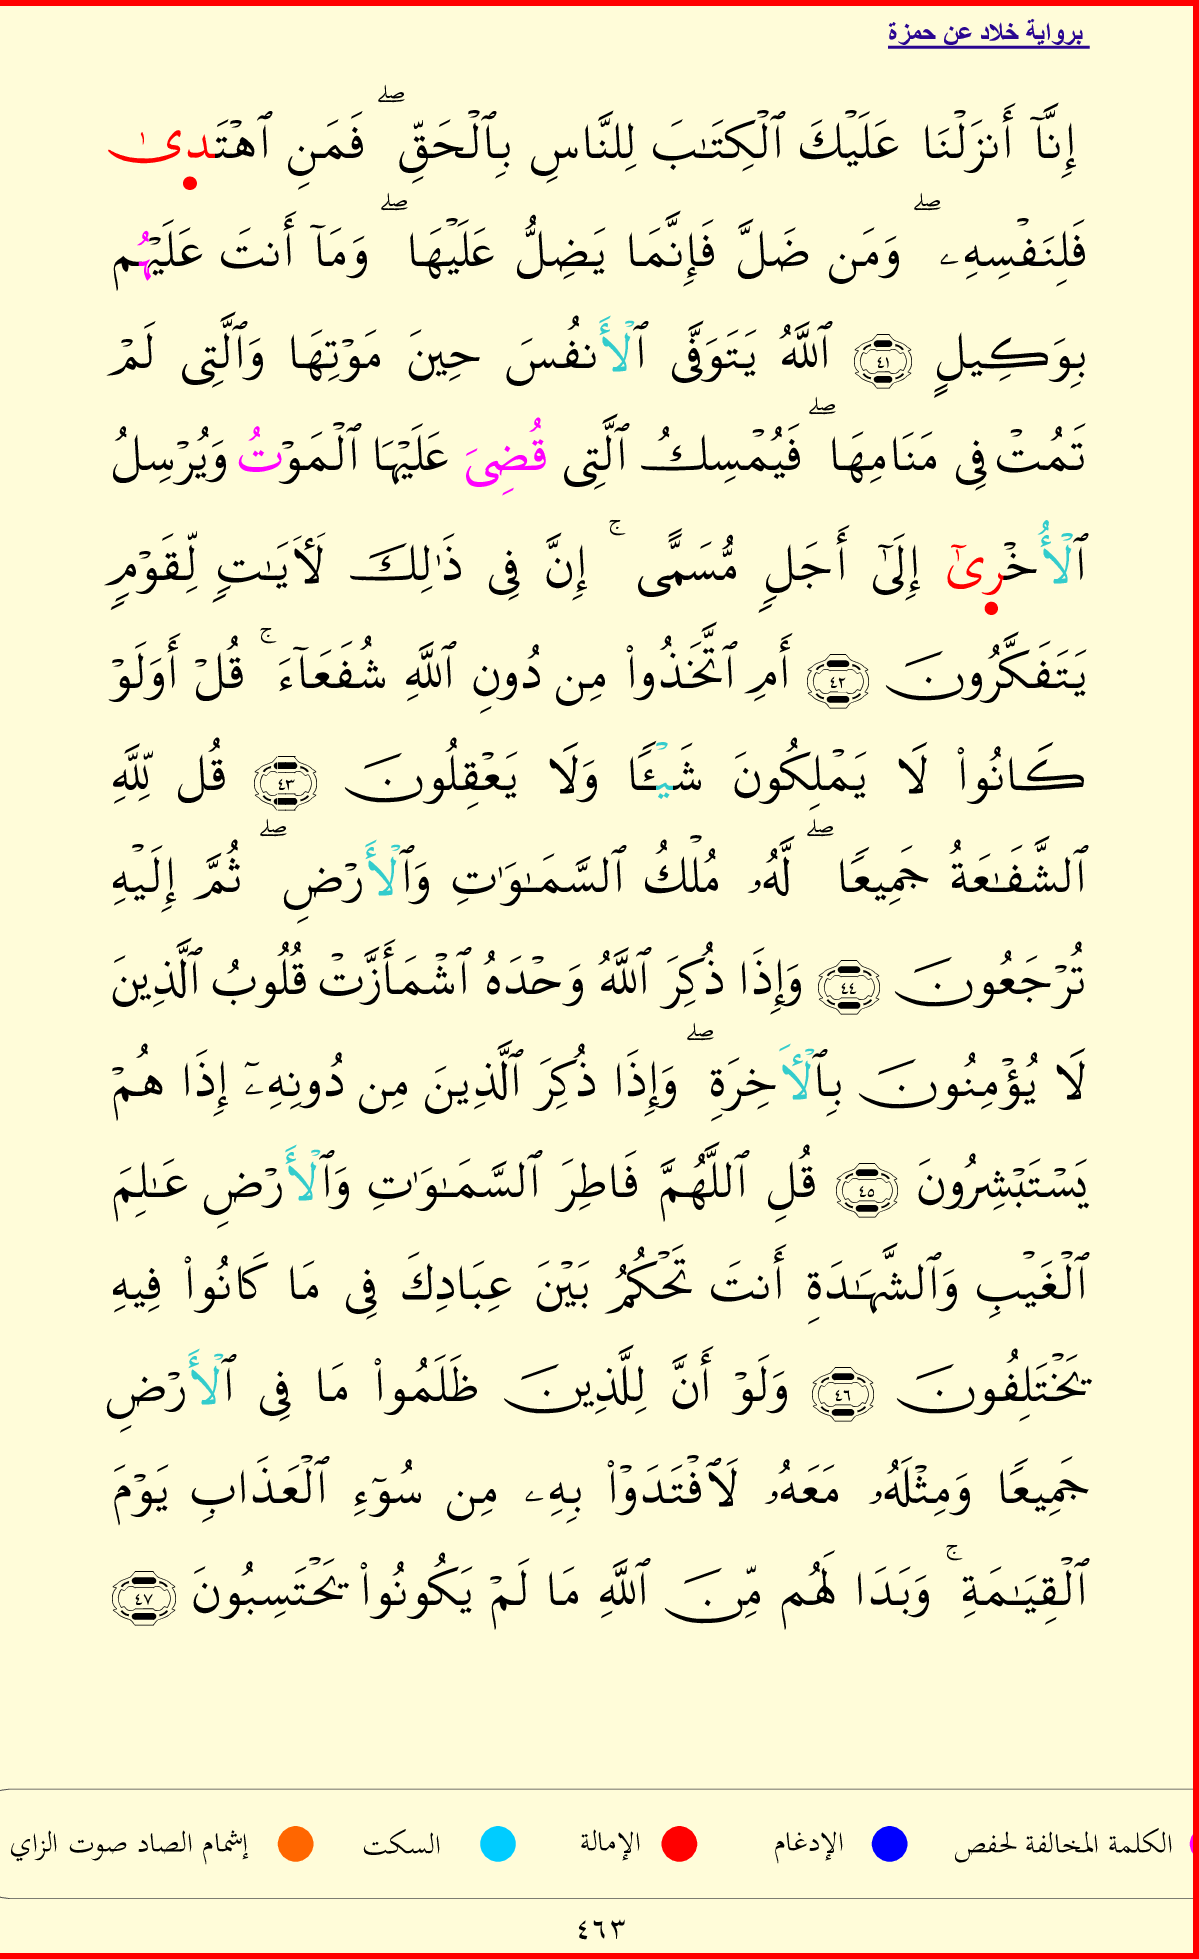 برواية خلاد عن حمزة
إِنَّآ أَنزَلْنَا عَلَيْكَ ٱلْكِتَـٰبَ لِلنَّاسِ بِٱلْحَقِّ ۖ فَمَنِ ٱهْتَدِىٰ
فَلِنَفْسِهِۦ ۖ وَمَن ضَلَّ فَإِنَّمَا يَضِلُّ عَلَيْهَا ۖ وَمَآ أَنتَ عَلَيْهُم
بِوَكِيلٍ ٤١ ٱللَّهُ يَتَوَفَّى ٱلْأَنفُسَ حِينَ مَوْتِهَا وَٱلَّتِى لَمْ
تَمُتْ فِى مَنَامِهَا ۖ فَيُمْسِكُ ٱلَّتِى قُضِىَ عَلَيْهَا ٱلْمَوْتُ وَيُرْسِلُ
ٱلْأُخْرِىٰٓ إِلَىٰٓ أَجَلٍ مُّسَمًّى ۚ إِنَّ فِى ذَٰلِكَ لَـَٔايَـٰتٍ لِّقَوْمٍ
يَتَفَكَّرُونَ ٤٢ أَمِ ٱتَّخَذُوا۟ مِن دُونِ ٱللَّهِ شُفَعَآءَ ۚ قُلْ أَوَلَوْ
كَانُوا۟ لَا يَمْلِكُونَ شَيْـًٔا وَلَا يَعْقِلُونَ ٤٣ قُل لِّلَّهِ
ٱلشَّفَـٰعَةُ جَمِيعًا ۖ لَّهُۥ مُلْكُ ٱلسَّمَـٰوَٰتِ وَٱلْأَرْضِ ۖ ثُمَّ إِلَيْهِ
تُرْجَعُونَ ٤٤ وَإِذَا ذُكِرَ ٱللَّهُ وَحْدَهُ ٱشْمَأَزَّتْ قُلُوبُ ٱلَّذِينَ
لَا يُؤْمِنُونَ بِٱلْـَٔاخِرَةِ ۖ وَإِذَا ذُكِرَ ٱلَّذِينَ مِن دُونِهِۦٓ إِذَا هُمْ
يَسْتَبْشِرُونَ ٤٥ قُلِ ٱللَّهُمَّ فَاطِرَ ٱلسَّمَـٰوَٰتِ وَٱلْأَرْضِ عَـٰلِمَ
ٱلْغَيْبِ وَٱلشَّهَـٰدَةِ أَنتَ تَحْكُمُ بَيْنَ عِبَادِكَ فِى مَا كَانُوا۟ فِيهِ
يَخْتَلِفُونَ ٤٦ وَلَوْ أَنَّ لِلَّذِينَ ظَلَمُوا۟ مَا فِى ٱلْأَرْضِ
جَمِيعًا وَمِثْلَهُۥ مَعَهُۥ لَٱفْتَدَوْا۟ بِهِۦ مِن سُوٓءِ ٱلْعَذَابِ يَوْمَ
ٱلْقِيَـٰمَةِ ۚ وَبَدَا لَهُم مِّنَ ٱللَّهِ مَا لَمْ يَكُونُوا۟ يَحْتَسِبُونَ ٤٧
الكلمة المخالفة لحفص الإدغام الإمالة السكت إشمام الصاد صوت الزاي
٤٦٣